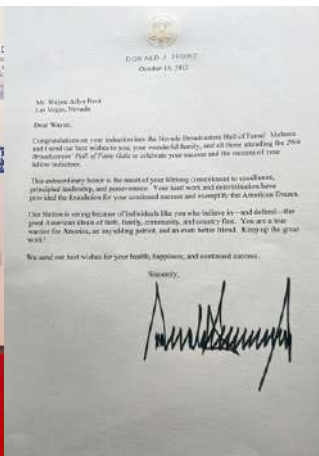 DONALD J. TRUMP
October 13, 2022
Mr. Wayne Allyn Root
Las Vegas, Nevada
Dear Wayne,
Congratulations on your induction into the Nevada Broadcasters Hall of Fame! Melania
and I send our best wishes to you, your wonderful family, and all those attending the 26th
Broadcasters' Hall of Fame Gala to celebrate your success and the success of your
fellow inductees.
This extraordinary honor is the result of your lifelong commitment to excellence,
principled leadership, and perseverance. Your hard work and determination have
provided the foundation for your continued success and exemplify the American Dream.
Our Nation is strong because of individuals like you who believe in—and defend—the
great American ideals of faith, family, community, and country first. You are a true
warrior for America, an unyielding patriot, and an even better friend. Keep up the great
work!
We send our best wishes for your health, happiness, and continued success.
Sincerely,